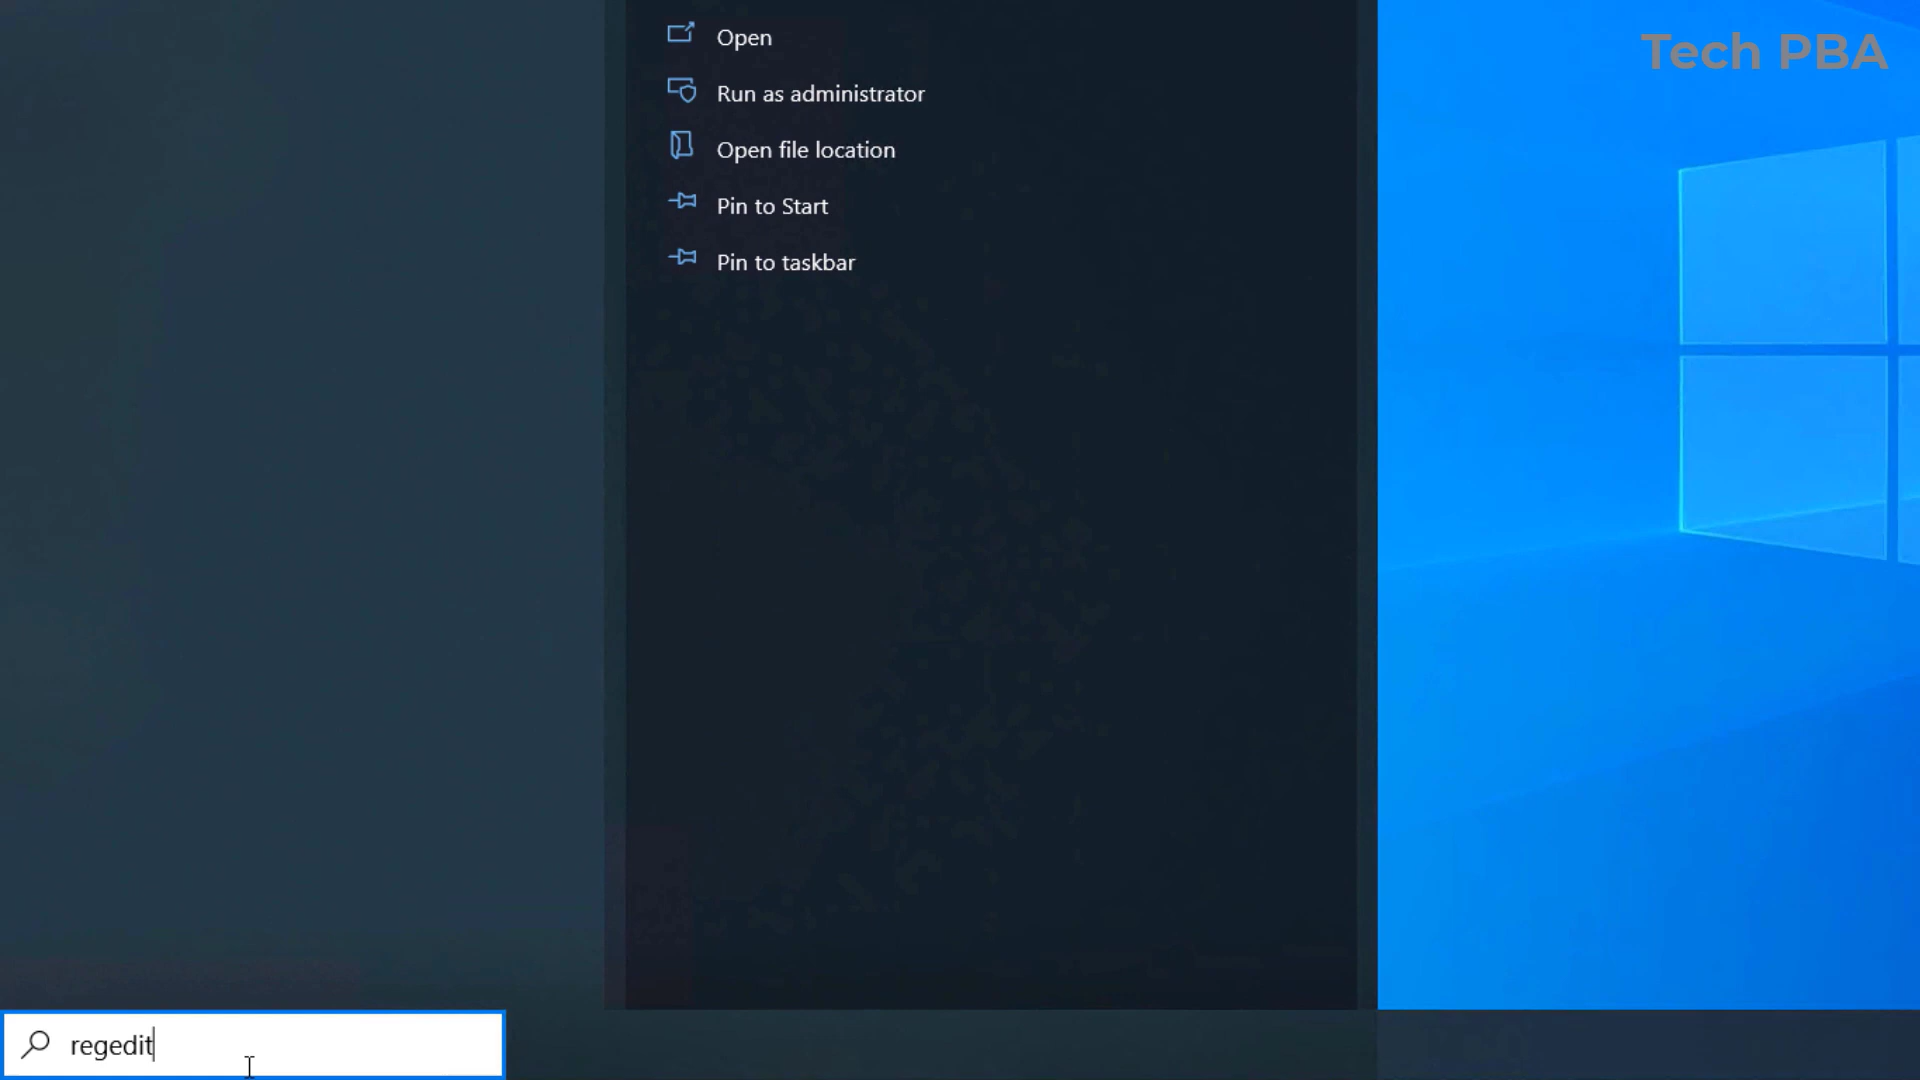 Tech PBA
Open
Run as administrator
Open file location
Pin to Start
Pin to taskbar
regedit